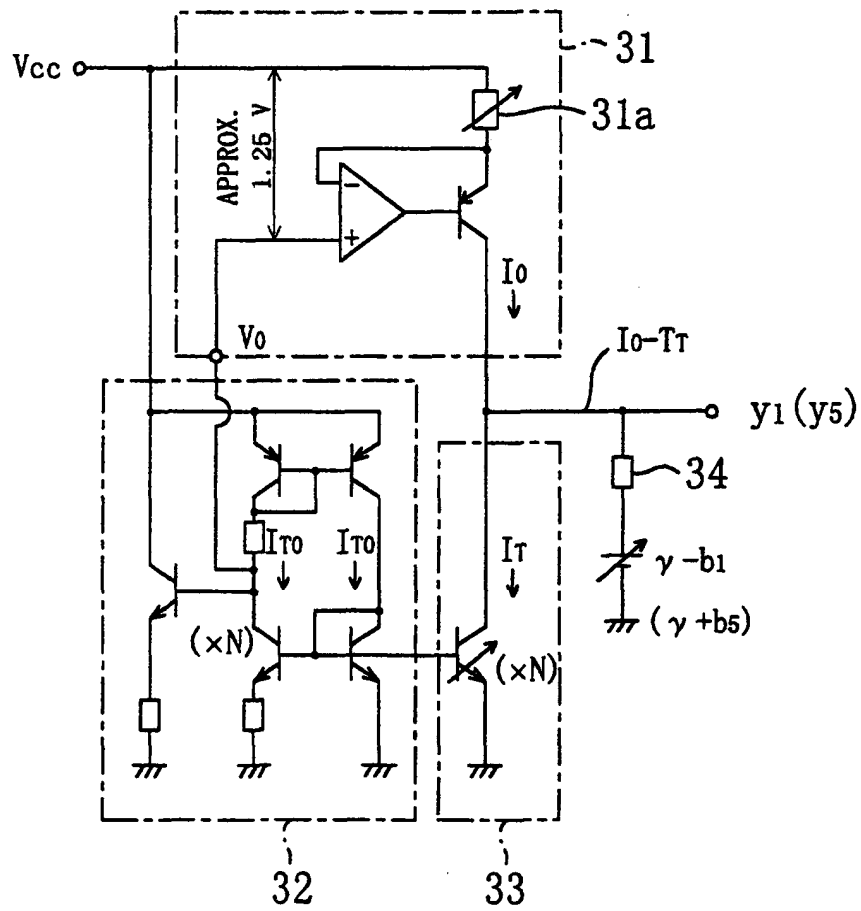 31
Vcc
31a
APPROX.
1.25 V
−
+
I0
V0
I0-TT
y1(y5)
34
IT0
IT0
IT
γ-b1
(γ+b5)
(×N)
(×N)
32
33